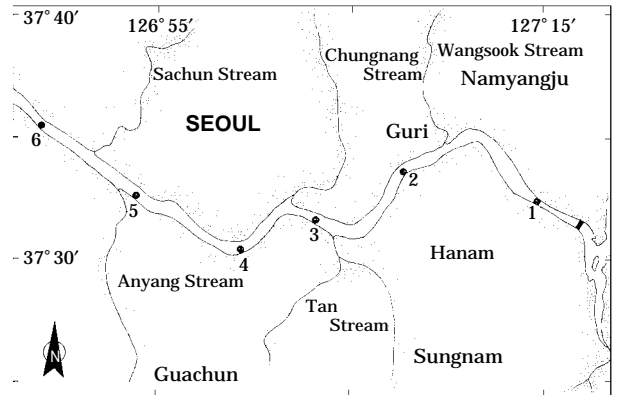 37° 40'
126° 55'
127° 15'
Chungnang
Stream
Wangsook Stream
Sachun Stream
Namyangju
SEOUL
Guri
6
2
5
1
3
4
37° 30'
Hanam
Anyang Stream
Tan
Stream
N
Guachun
Sungnam